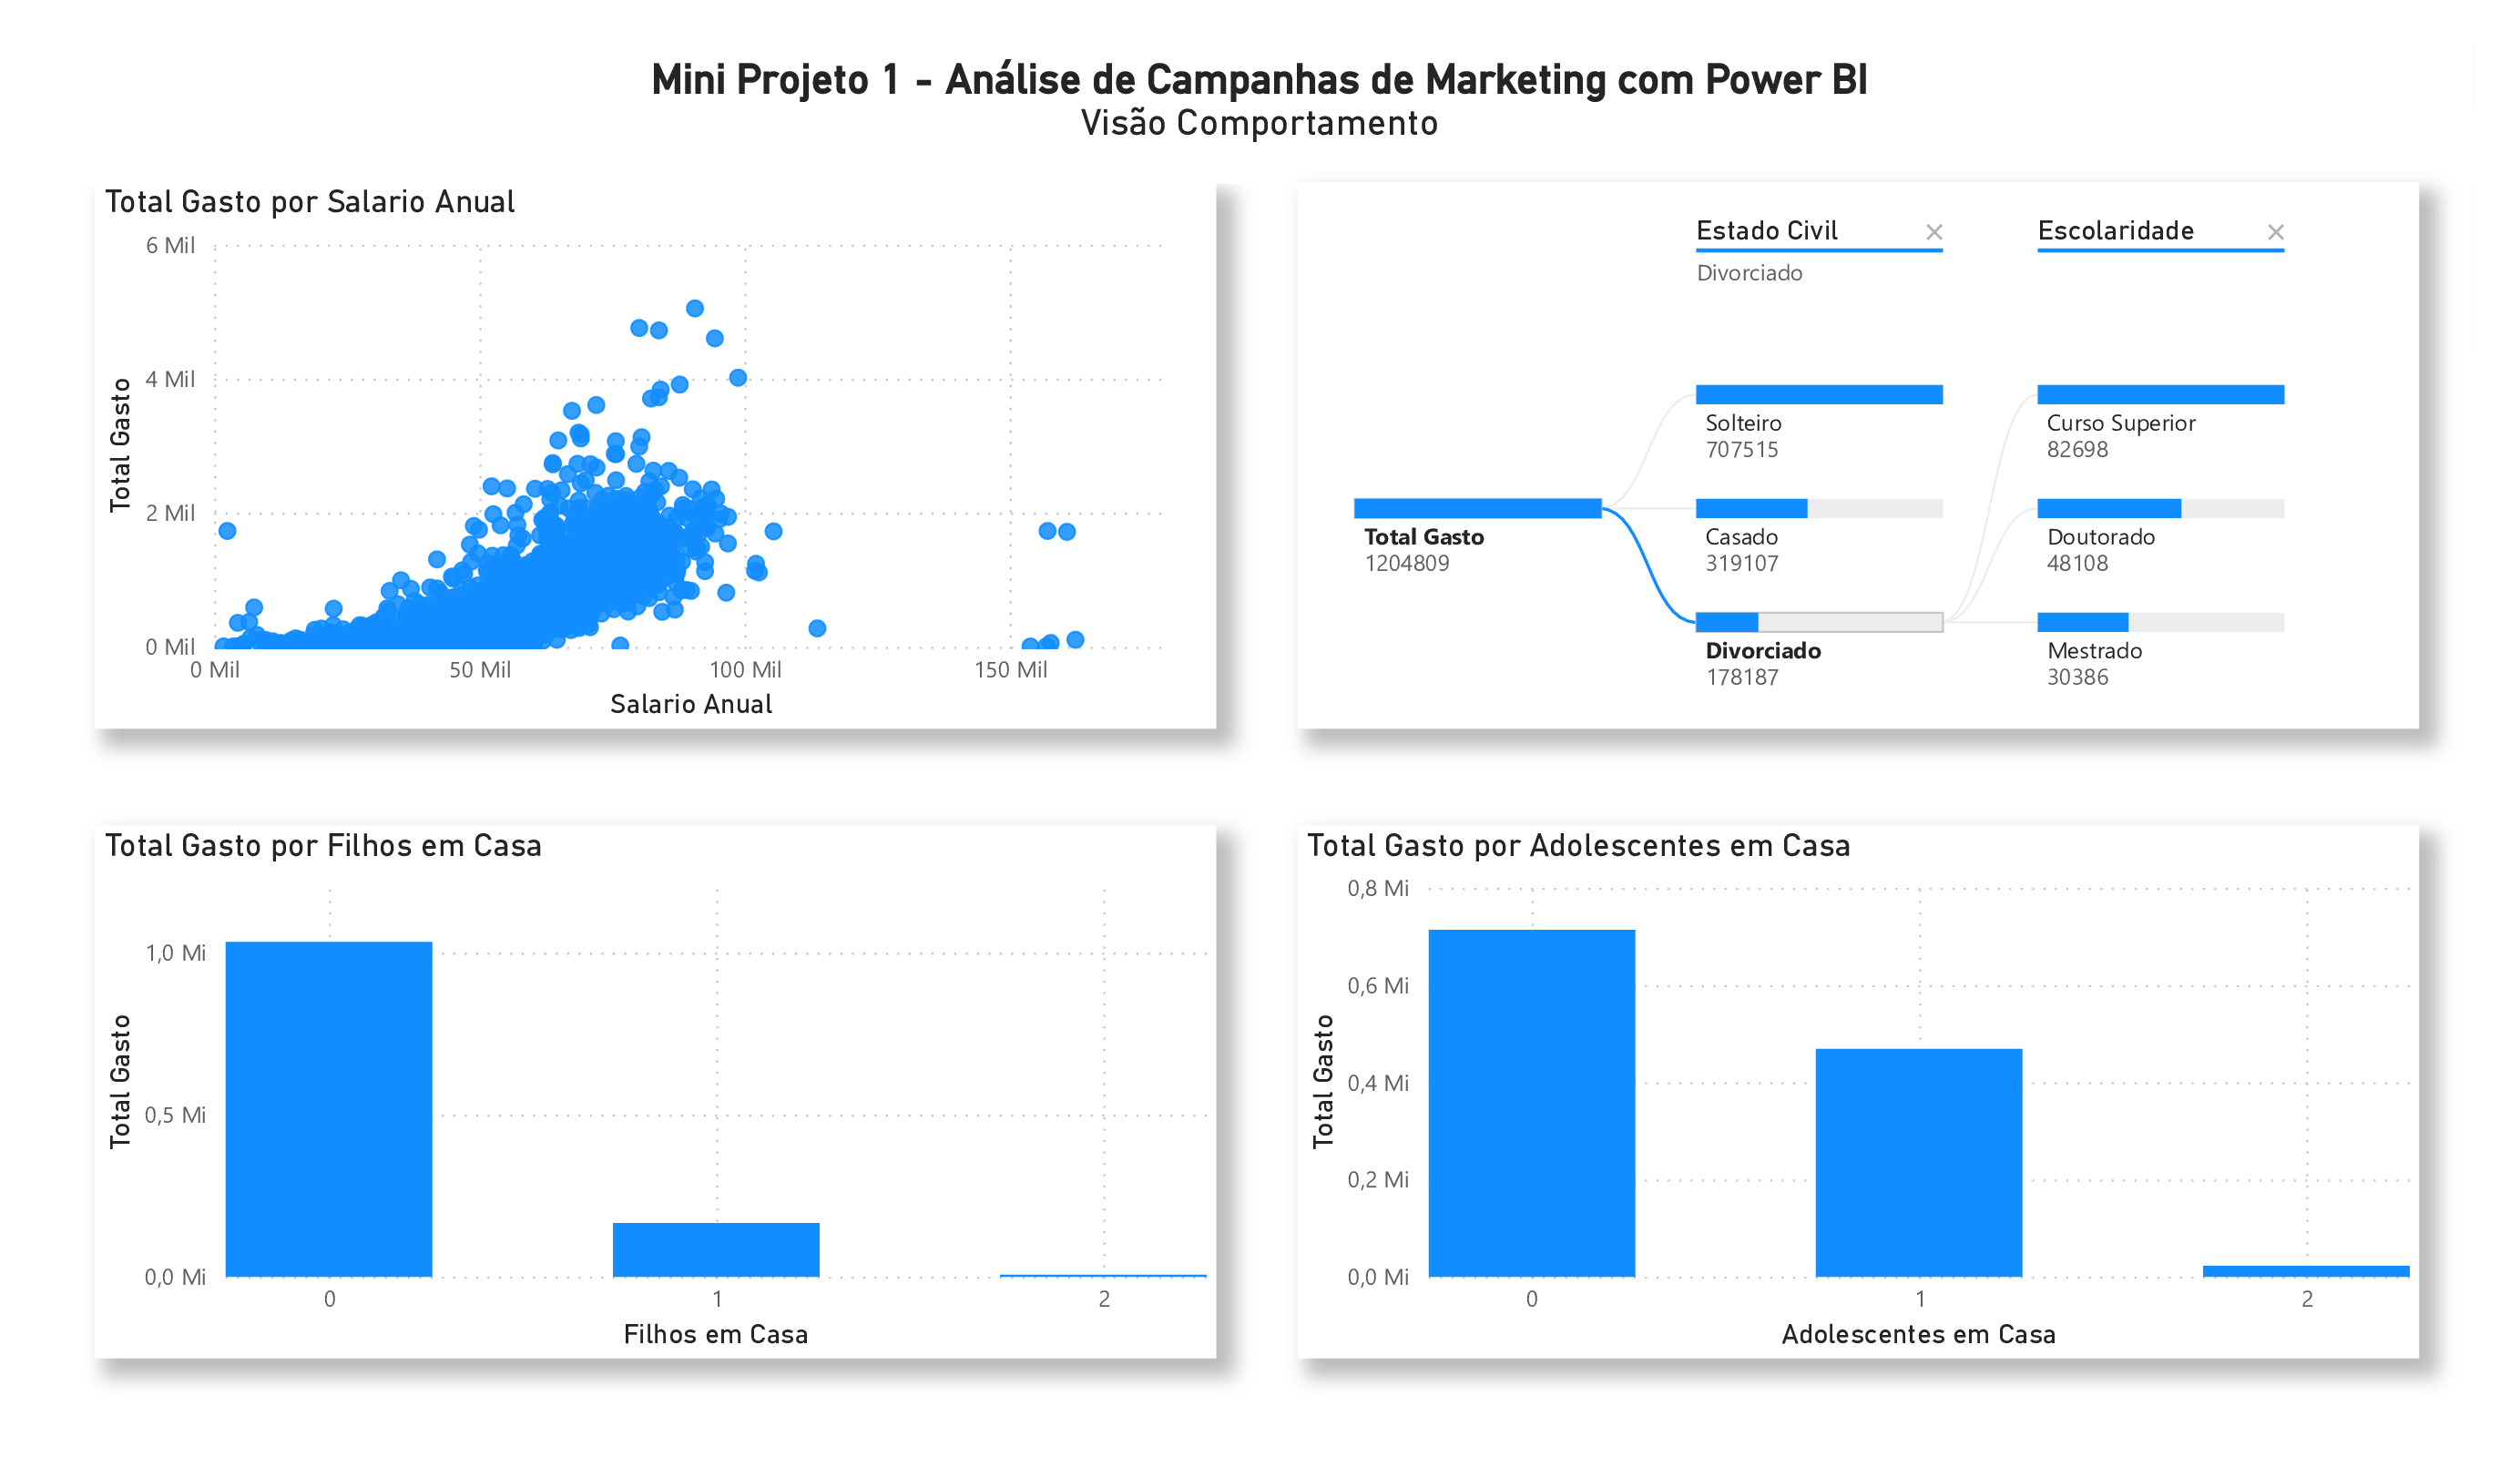 Mini Projeto 1 - Análise de Campanhas de Marketing com Power BI
Visão Comportamento
Total Gasto por Salario Anual
Total Gasto
6 Mil
4 Mil
2 Mil
0 Mil
0 Mil
50 Mil
100 Mil
150 Mil
Salario Anual
Estado Civil
Divorciado
Escolaridade
Total Gasto
1204809
Solteiro
707515
Casado
319107
Divorciado
178187
Curso Superior
82698
Doutorado
48108
Mestrado
30386
Total Gasto por Filhos em Casa
Total Gasto
1,0 Mi
0,5 Mi
0,0 Mi
0
1
2
Filhos em Casa
Total Gasto por Adolescentes em Casa
Total Gasto
0,8 Mi
0,6 Mi
0,4 Mi
0,2 Mi
0,0 Mi
0
1
2
Adolescentes em Casa